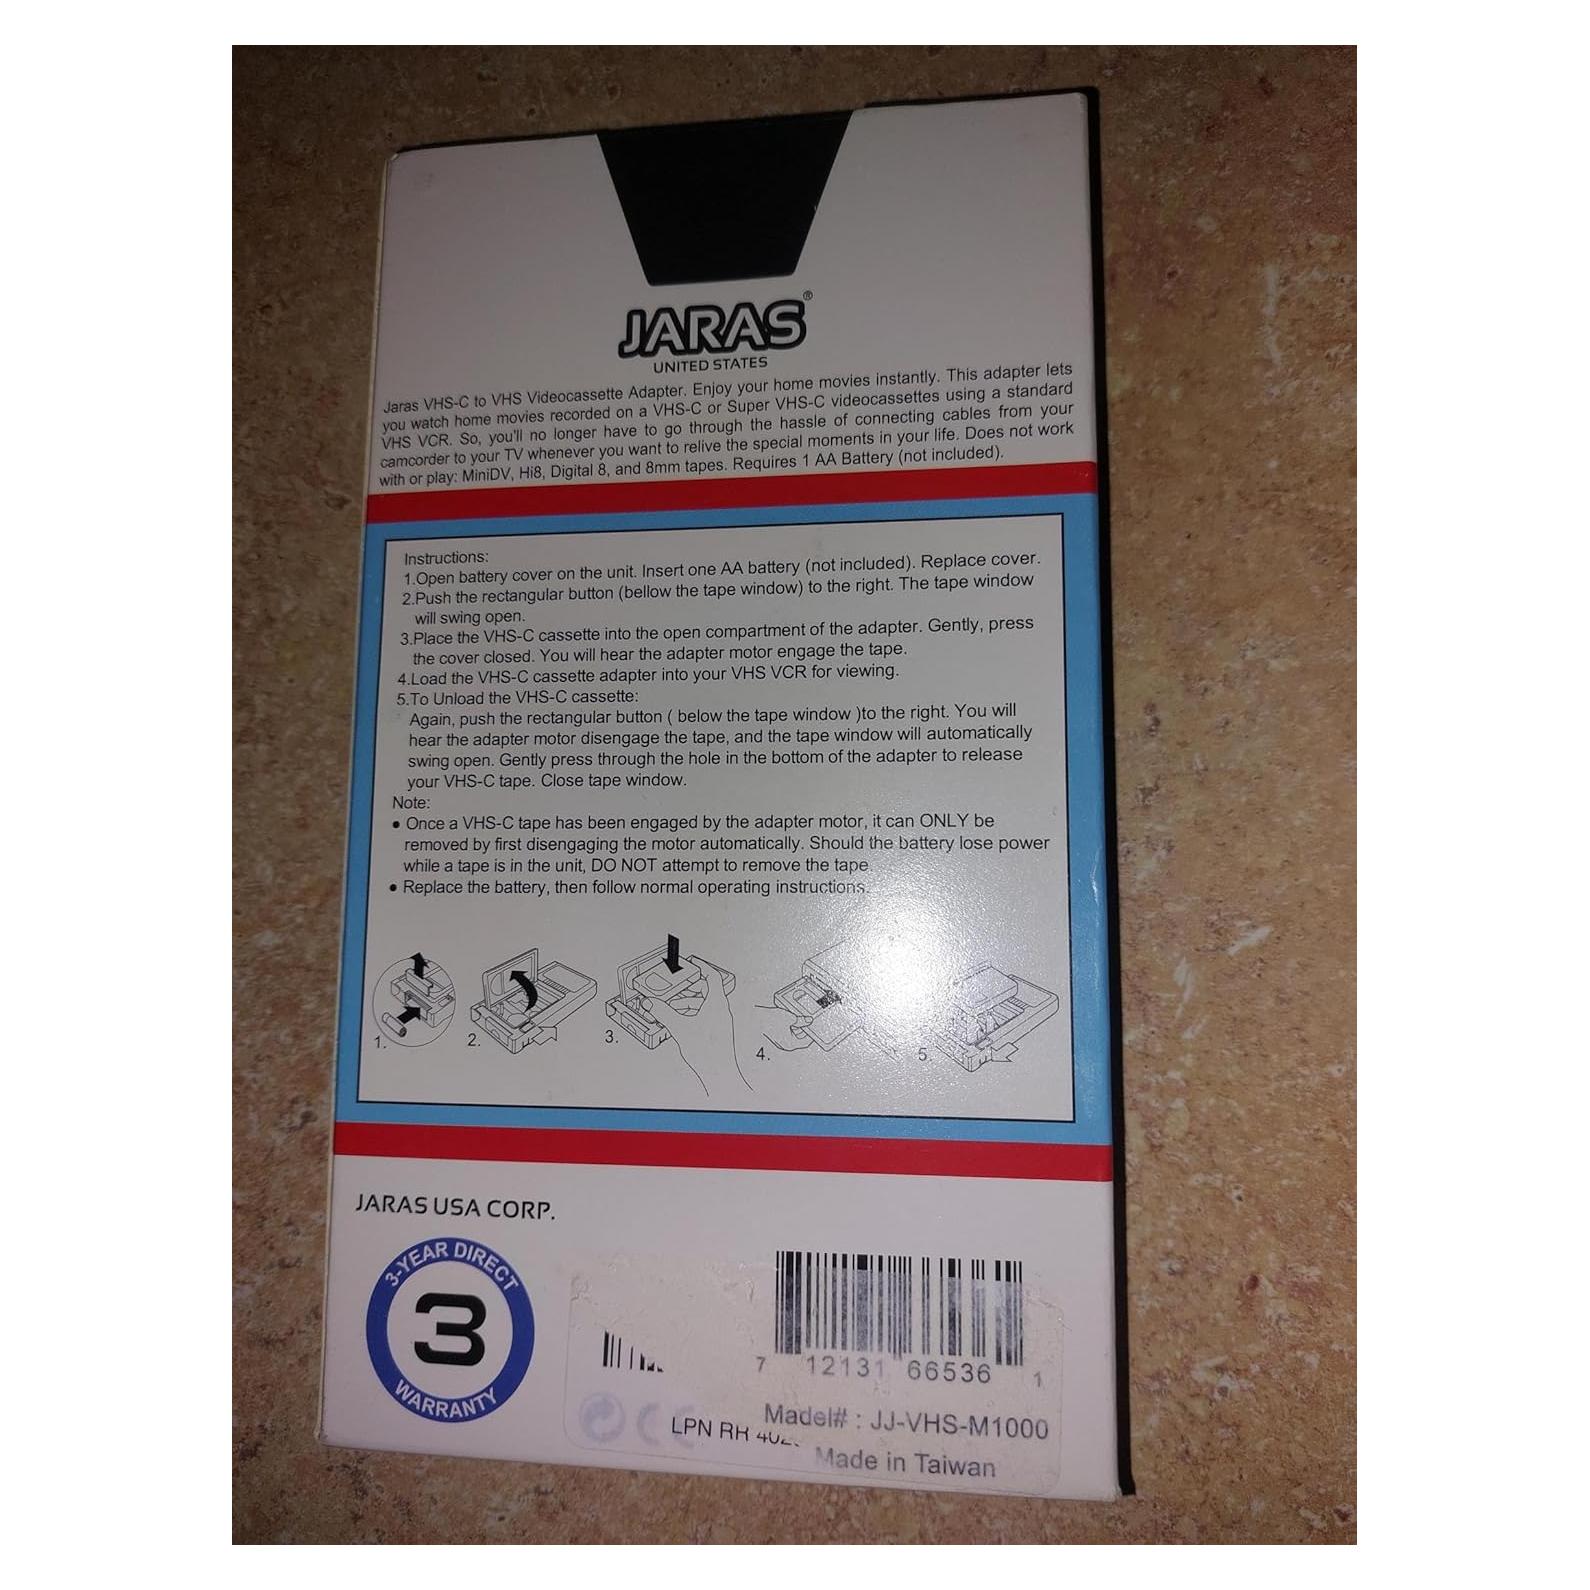 JARAS®
UNITED STATES
Jaras VHS-C to VHS Videocassette Adapter. Enjoy your home movies instantly. This adapter lets
you watch home movies recorded on a VHS-C or Super VHS-C videocassettes using a standard
VHS VCR. So, you'll no longer have to go through the hassle of connecting cables from your
camcorder to your TV whenever you want to relive the special moments in your life. Does not work
with or play: MiniDV, Hi8, Digital 8, and 8mm tapes. Requires 1 AA Battery (not included).
Instructions:
1.Open battery cover on the unit. Insert one AA battery (not included). Replace cover.
2.Push the rectangular button (bellow the tape window) to the right. The tape window
will swing open.
3.Place the VHS-C cassette into the open compartment of the adapter. Gently, press
the cover closed. You will hear the adapter motor engage the tape.
4.Load the VHS-C cassette adapter into your VHS VCR for viewing.
5.To Unload the VHS-C cassette:
Again, push the rectangular button ( below the tape window )to the right. You will
hear the adapter motor disengage the tape, and the tape window will automatically
swing open. Gently press through the hole in the bottom of the adapter to release
your VHS-C tape. Close tape window.
Note:
• Once a VHS-C tape has been engaged by the adapter motor, it can ONLY be
removed by first disengaging the motor automatically. Should the battery lose power
while a tape is in the unit, DO NOT attempt to remove the tape.
• Replace the battery, then follow normal operating instructions.
1. 2. 3. 4. 5.
JARAS USA CORP.
3-YEAR DIRECT
3
WARRANTY
7 12131 66536 1
LPN RH
Madel# : JJ-VHS-M1000
Made in Taiwan